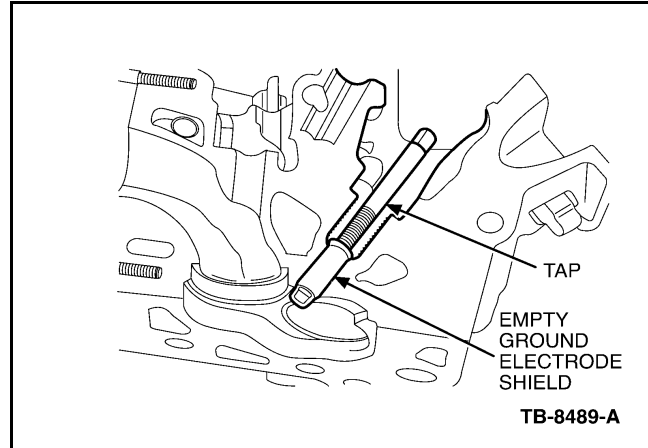 TAP
EMPTY
GROUND
ELECTRODE
SHIELD
TB-8489-A